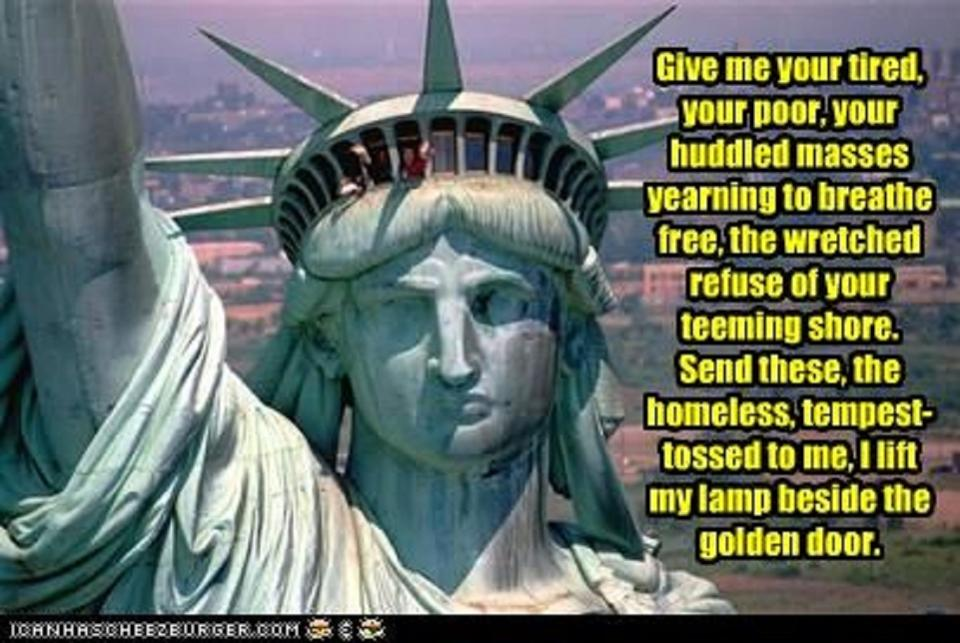 Give me your tired,
your poor, your
huddled masses
yearning to breathe
free, the wretched
refuse of your
teeming shore.
Send these, the
homeless, tempest-
tossed to me, I lift
my lamp beside the
golden door.
ICANHASCHEEZBURGER.COM